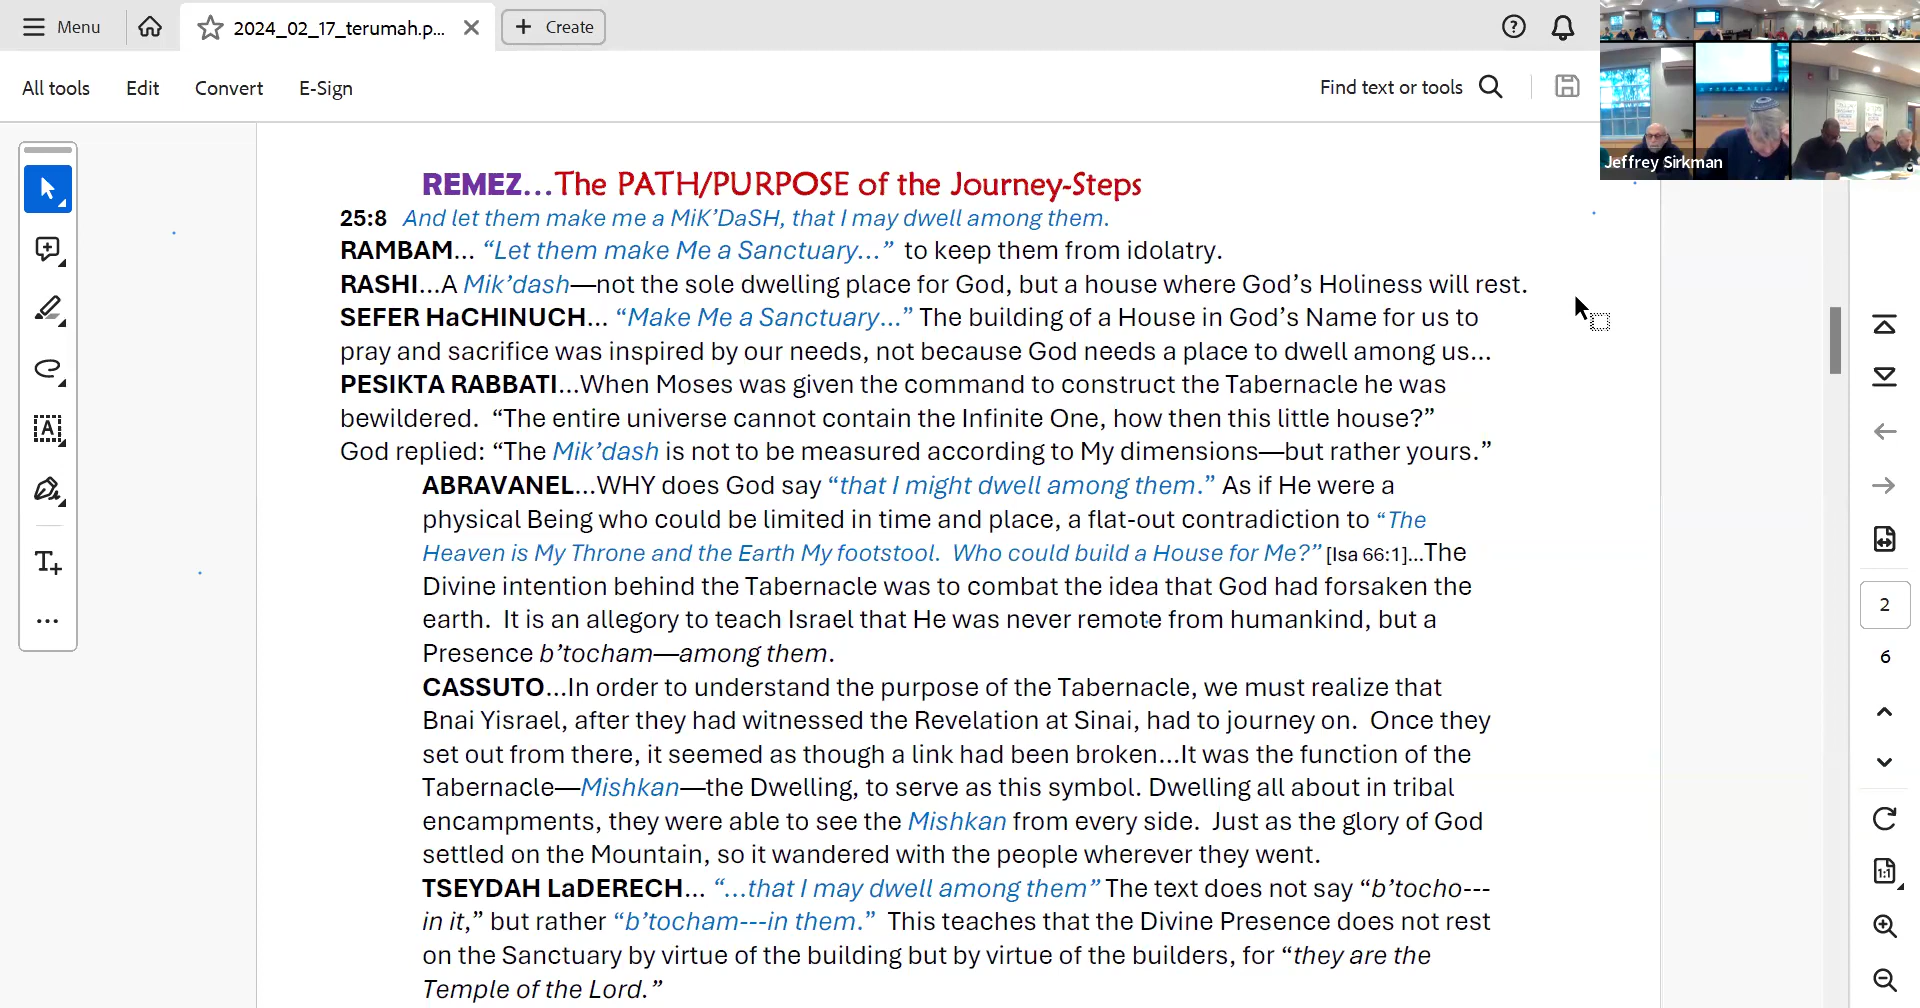 Menu
2024_02_17_terumah.p...
Create
All tools
Edit
Convert
E-Sign
Find text or tools
Jeffrey Sirkman
REMEZ...The PATH/PURPOSE of the Journey-Steps
25:8 And let them make me a MiK’DaSH, that I may dwell among them.
RAMBAM... “Let them make Me a Sanctuary...” to keep them from idolatry.
RASHI...A Mik’dash—not the sole dwelling place for God, but a house where God’s Holiness will rest.
SEFER HaCHINUCH... “Make Me a Sanctuary...” The building of a House in God’s Name for us to
pray and sacrifice was inspired by our needs, not because God needs a place to dwell among us...
PESIKTA RABBATI...When Moses was given the command to construct the Tabernacle he was
bewildered. “The entire universe cannot contain the Infinite One, how then this little house?”
God replied: “The Mik’dash is not to be measured according to My dimensions—but rather yours.”
ABRAVANEL...WHY does God say “that I might dwell among them.” As if He were a
physical Being who could be limited in time and place, a flat-out contradiction to “The
Heaven is My Throne and the Earth My footstool. Who could build a House for Me?” [Isa 66:1]...The
Divine intention behind the Tabernacle was to combat the idea that God had forsaken the
earth. It is an allegory to teach Israel that He was never remote from humankind, but a
Presence b’tocham—among them.
CASSUTO...In order to understand the purpose of the Tabernacle, we must realize that
Bnai Yisrael, after they had witnessed the Revelation at Sinai, had to journey on. Once they
set out from there, it seemed as though a link had been broken...It was the function of the
Tabernacle—Mishkan—the Dwelling, to serve as this symbol. Dwelling all about in tribal
encampments, they were able to see the Mishkan from every side. Just as the glory of God
settled on the Mountain, so it wandered with the people wherever they went.
TSEYDAH LaDERECH... “...that I may dwell among them” The text does not say “b’tocho---
in it,” but rather “b’tocham---in them.” This teaches that the Divine Presence does not rest
on the Sanctuary by virtue of the building but by virtue of the builders, for “they are the
Temple of the Lord.”
2
6
1:1